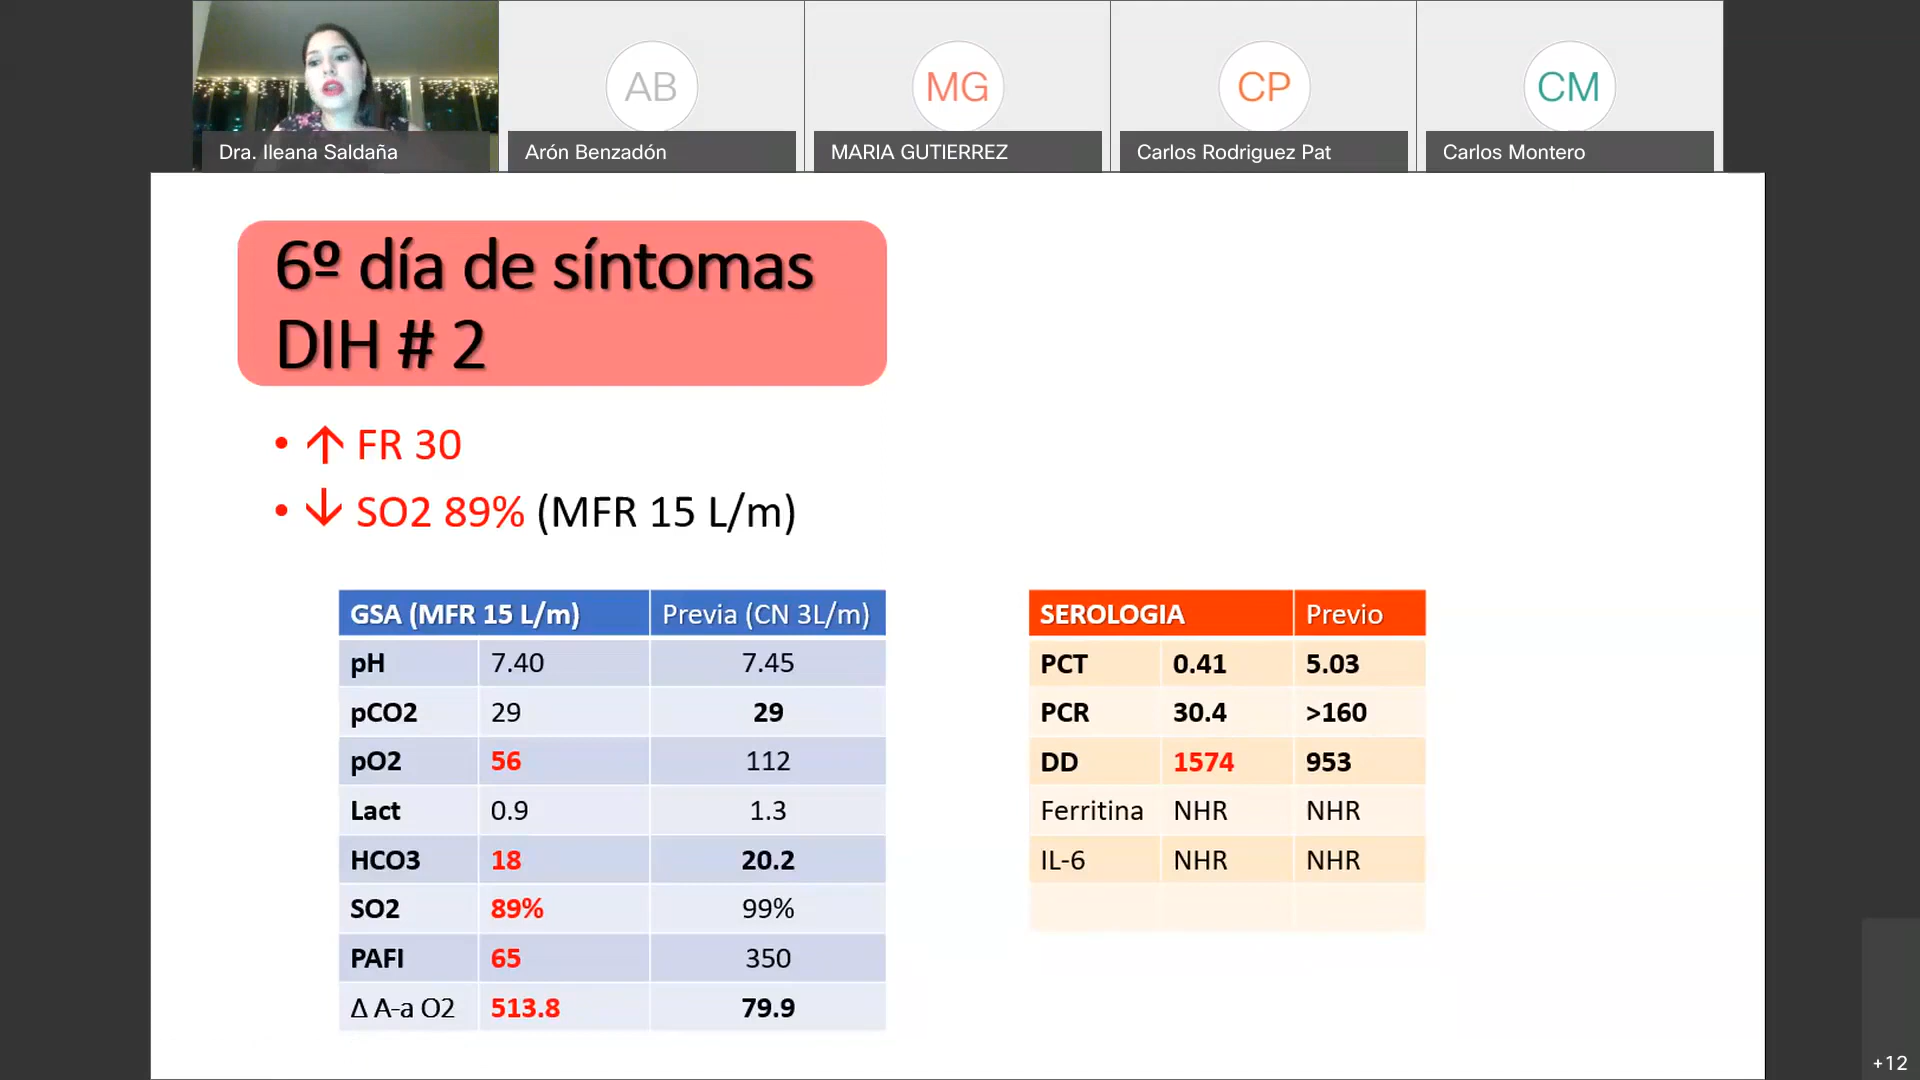 AB
MG
CP
CM
Dra. Ileana Saldaña
Arón Benzadón
MARIA GUTIERREZ
Carlos Rodriguez Pat
Carlos Montero
6º día de síntomas
DIH # 2
• ↑ FR 30
• ↓ SO2 89% (MFR 15 L/m)
GSA (MFR 15 L/m) Previa (CN 3L/m)
pH 7.40 7.45
pCO2 29 29
pO2 56 112
Lact 0.9 1.3
HCO3 18 20.2
SO2 89% 99%
PAFI 65 350
Δ A-a O2 513.8 79.9
SEROLOGIA Previo
PCT 0.41 5.03
PCR 30.4 >160
DD 1574 953
Ferritina NHR NHR
IL-6 NHR NHR
+12